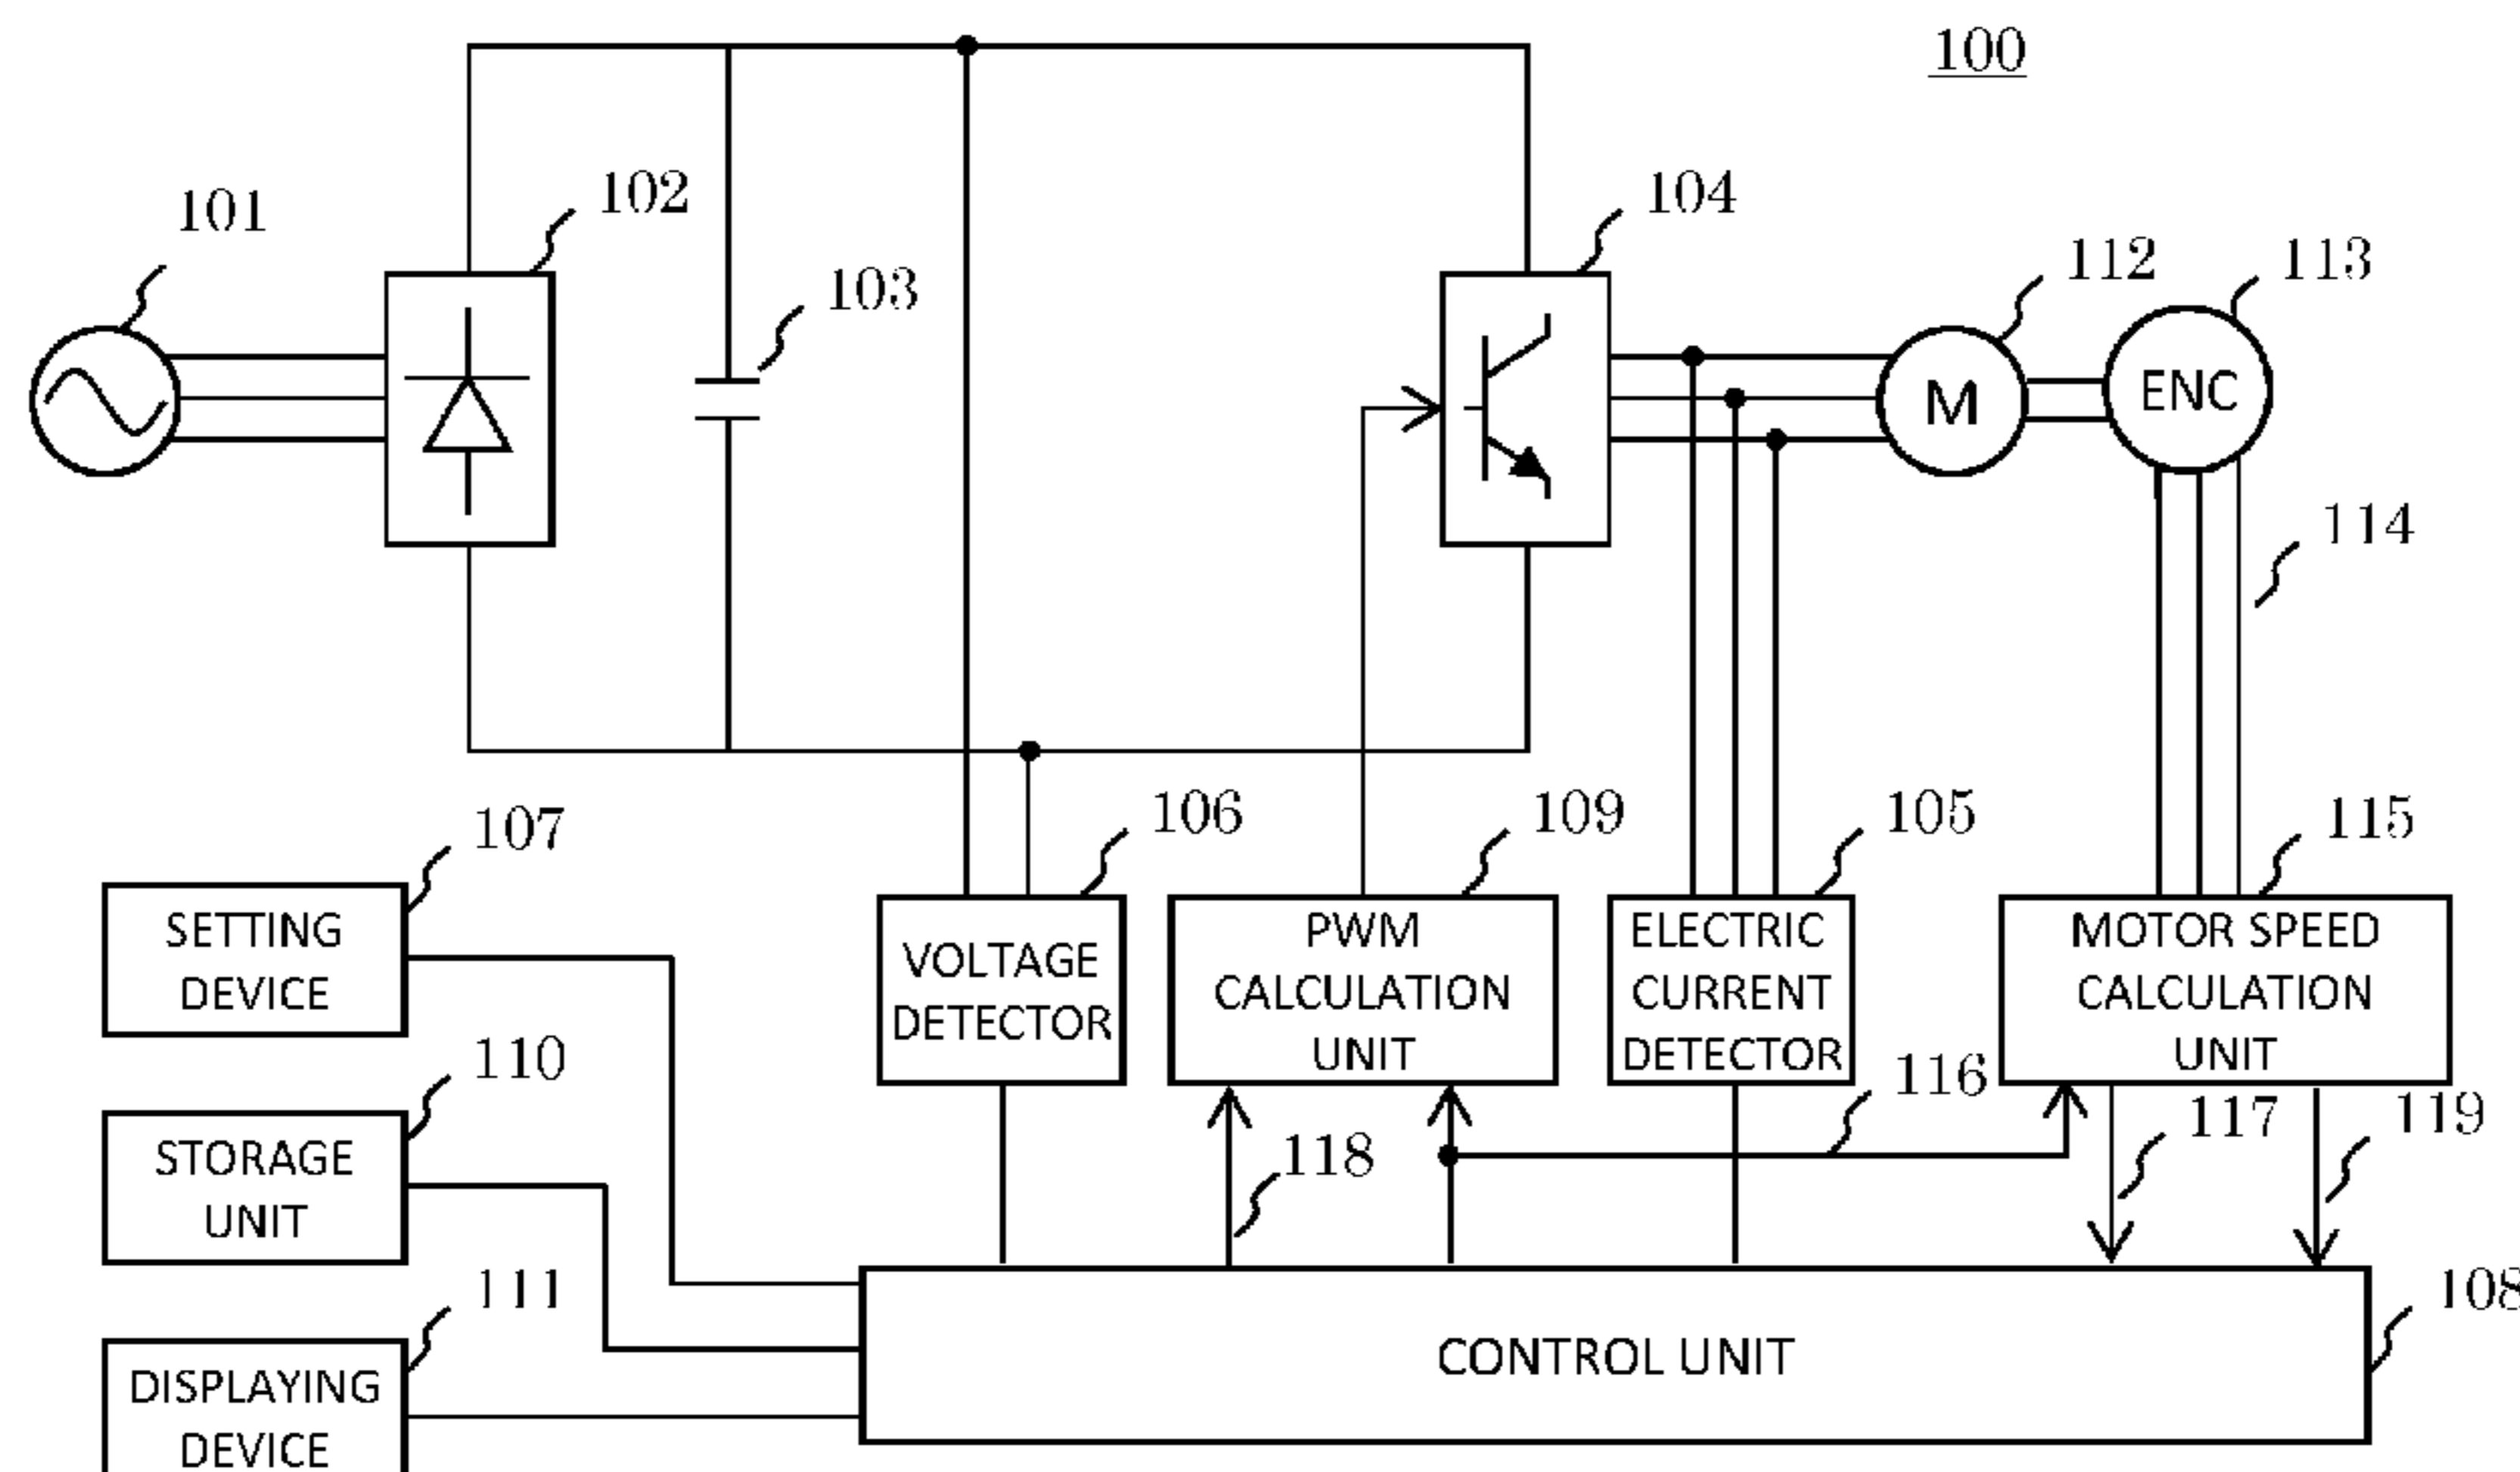 100
101
102
103
104
112
113
M
ENC
114
107
106
109
105
115
SETTING
DEVICE
VOLTAGE
DETECTOR
PWM
CALCULATION
UNIT
ELECTRIC
CURRENT
DETECTOR
MOTOR SPEED
CALCULATION
UNIT
110
STORAGE
UNIT
118
116
117
119
111
DISPLAYING
DEVICE
CONTROL UNIT
108